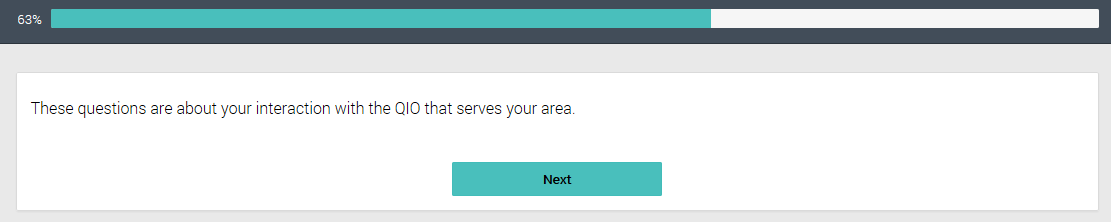 63%
These questions are about your interaction with the QIO that serves your area.
Next